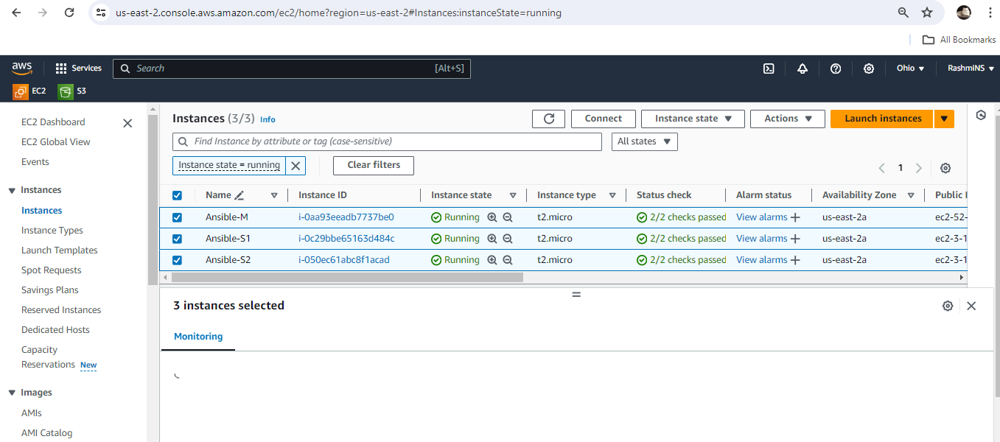 us-east-2.console.aws.amazon.com/ec2/home?region=us-east-2#Instances:instanceState=running
All Bookmarks
aws Services Search [Alt+S] Ohio RashmiNS
EC2 S3
EC2 Dashboard
EC2 Global View
Events
Instances
Instances
Instance Types
Launch Templates
Spot Requests
Savings Plans
Reserved Instances
Dedicated Hosts
Capacity
Reservations New
Images
AMIs
AMI Catalog
Instances (3/3) Info Connect Instance state Actions Launch instances
Find Instance by attribute or tag (case-sensitive) All states
Instance state = running Clear filters 1
Name Instance ID Instance state Instance type Status check Alarm status Availability Zone Public
Ansible-M i-0aa93eeadb7737be0 Running t2.micro 2/2 checks passed View alarms us-east-2a ec2-52-
Ansible-S1 i-0c29bbe65163d484c Running t2.micro 2/2 checks passed View alarms us-east-2a ec2-3-1
Ansible-S2 i-050ec61abc8f1acad Running t2.micro 2/2 checks passed View alarms us-east-2a ec2-3-1
3 instances selected
Monitoring